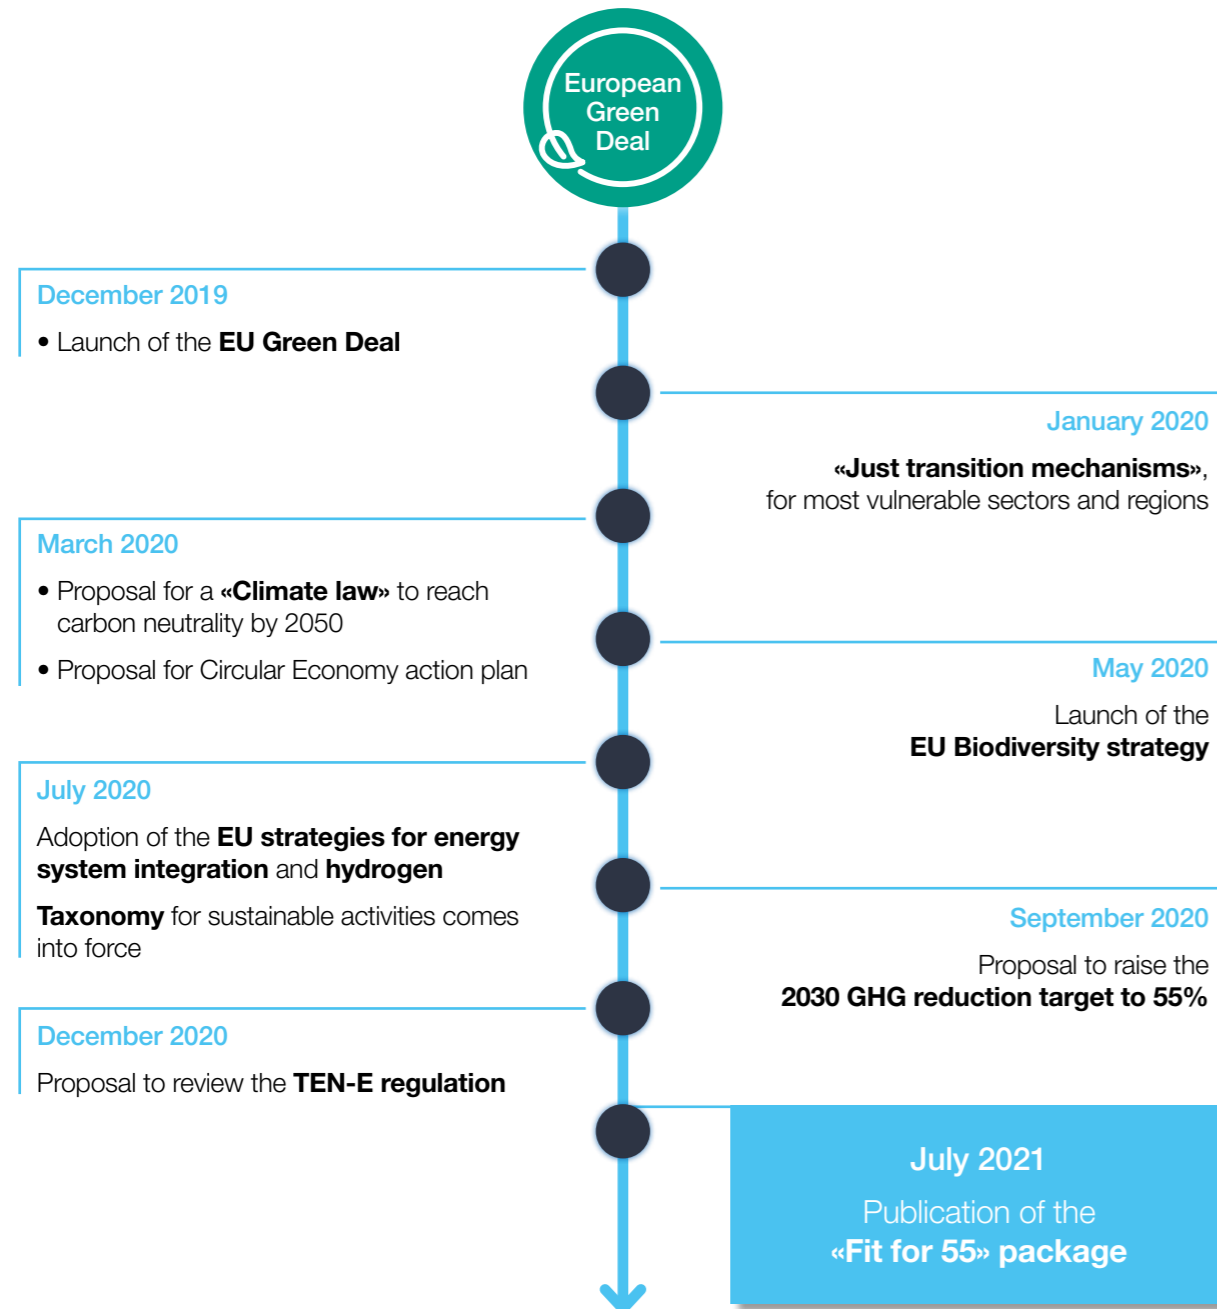 European
Green
Deal
December 2019
• Launch of the EU Green Deal
January 2020
«Just transition mechanisms»,
for most vulnerable sectors and regions
March 2020
• Proposal for a «Climate law» to reach
carbon neutrality by 2050
• Proposal for Circular Economy action plan
May 2020
Launch of the
EU Biodiversity strategy
July 2020
Adoption of the EU strategies for energy
system integration and hydrogen
Taxonomy for sustainable activities comes
into force
September 2020
Proposal to raise the
2030 GHG reduction target to 55%
December 2020
Proposal to review the TEN-E regulation
July 2021
Publication of the
«Fit for 55» package